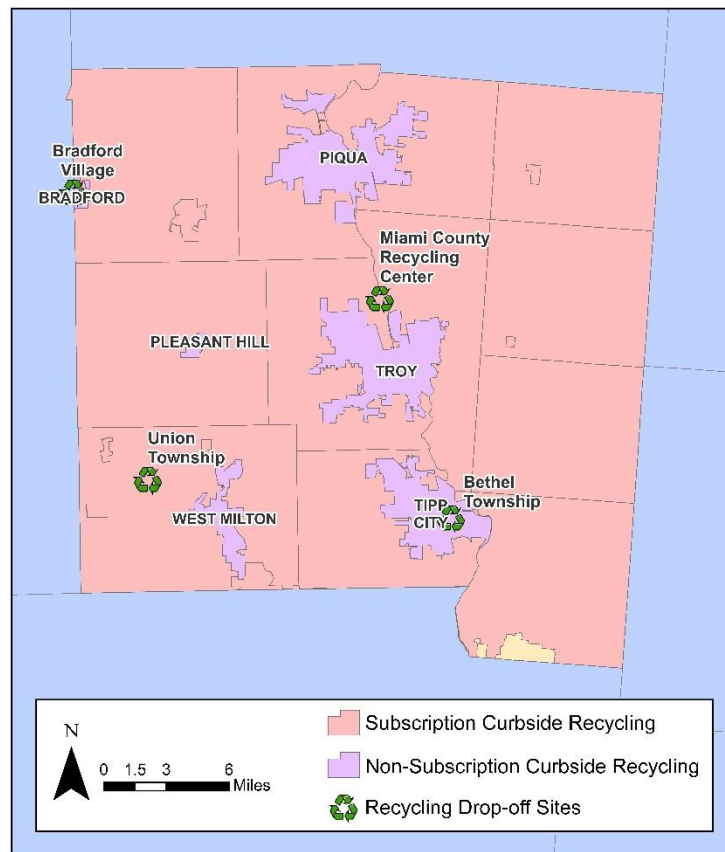 PIQUA
Bradford
Village
BRADFORD
Miami County
Recycling
Center
PLEASANT HILL
TROY
Union
Township
WEST MILTON
Bethel
Township
TIPP
CITY
N
0 1.5 3 6
Miles
Subscription Curbside Recycling
Non-Subscription Curbside Recycling
Recycling Drop-off Sites